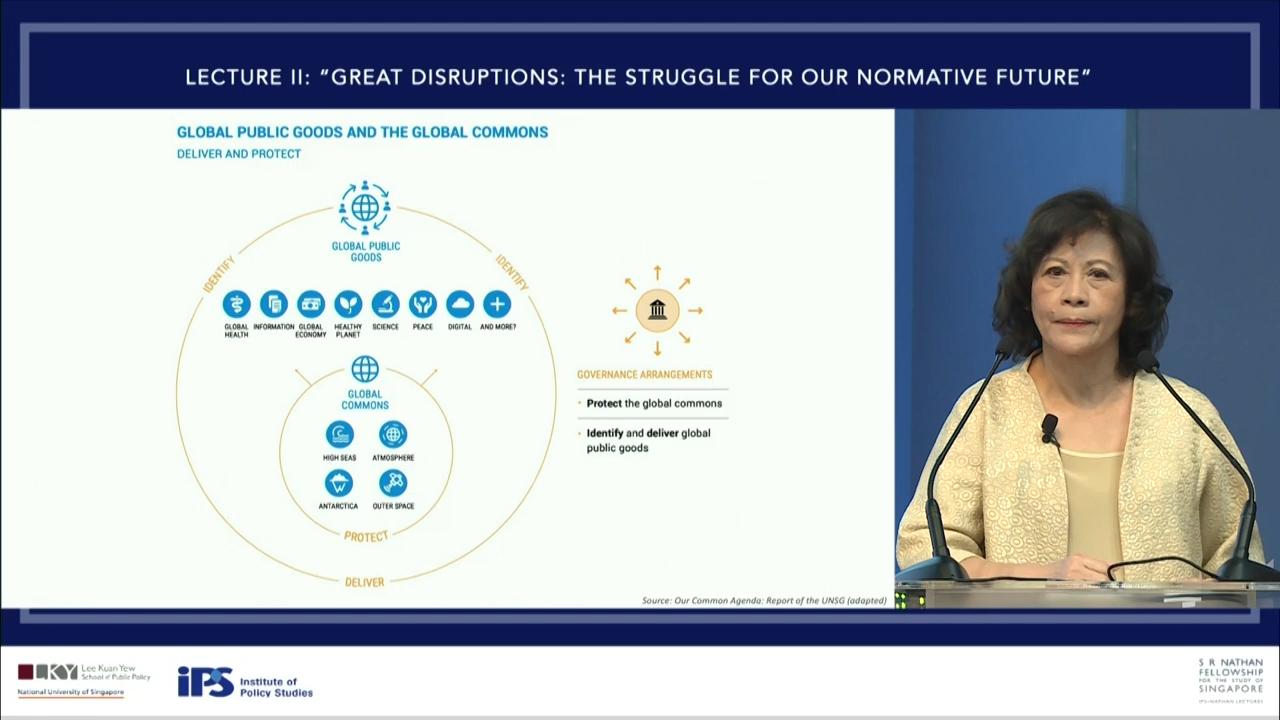 LECTURE II: “GREAT DISRUPTIONS: THE STRUGGLE FOR OUR NORMATIVE FUTURE”
GLOBAL PUBLIC GOODS AND THE GLOBAL COMMONS
DELIVER AND PROTECT
GLOBAL PUBLIC
GOODS
IDENTIFY
IDENTIFY
GLOBAL
HEALTH
INFORMATION
GLOBAL
ECONOMY
HEALTHY
PLANET
SCIENCE
PEACE
DIGITAL
AND MORE?
GLOBAL
COMMONS
HIGH SEAS
ATMOSPHERE
ANTARCTICA
OUTER SPACE
PROTECT
DELIVER
GOVERNANCE ARRANGEMENTS
• Protect the global commons
• Identify and deliver global
public goods
Source: Our Common Agenda: Report of the UNSG (adapted)
LKY
Lee Kuan Yew
School of Public Policy
National University of Singapore
iPS
Institute of
Policy Studies
S R NATHAN
FELLOWSHIP
FOR THE STUDY OF
SINGAPORE
IPS-NATHAN LECTURES